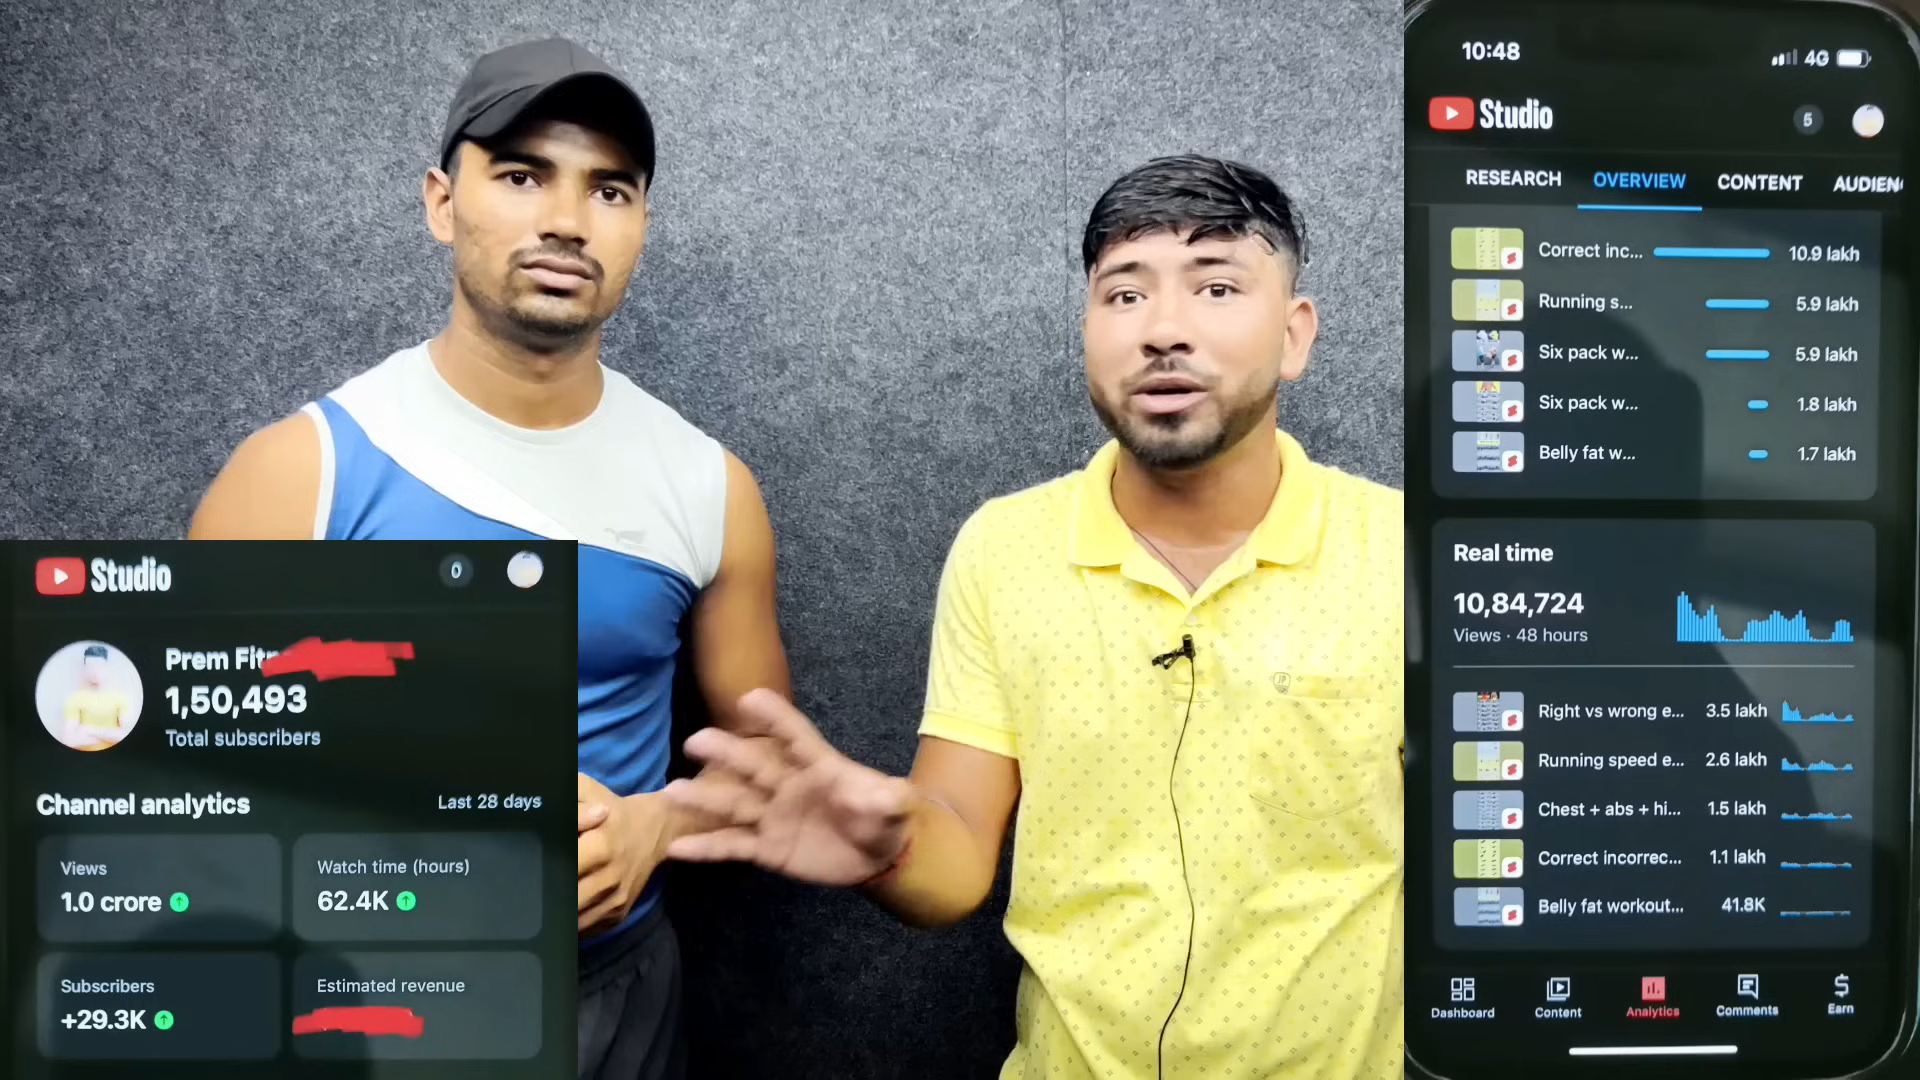 Studio
0
Prem Fit
1,50,493
Total subscribers
Channel analytics
Last 28 days
Views
1.0 crore
Watch time (hours)
62.4K
Subscribers
+29.3K
Estimated revenue
10:48
4G
Studio
5
RESEARCH
OVERVIEW
CONTENT
AUDIEN
Correct inc...
10.9 lakh
Running s...
5.9 lakh
Six pack w...
5.9 lakh
Six pack w...
1.8 lakh
Belly fat w...
1.7 lakh
Real time
10,84,724
Views · 48 hours
Right vs wrong e...
3.5 lakh
Running speed e...
2.6 lakh
Chest + abs + hi...
1.5 lakh
Correct incorrec...
1.1 lakh
Belly fat workout...
41.8K
Dashboard
Content
Analytics
Comments
Earn
JP